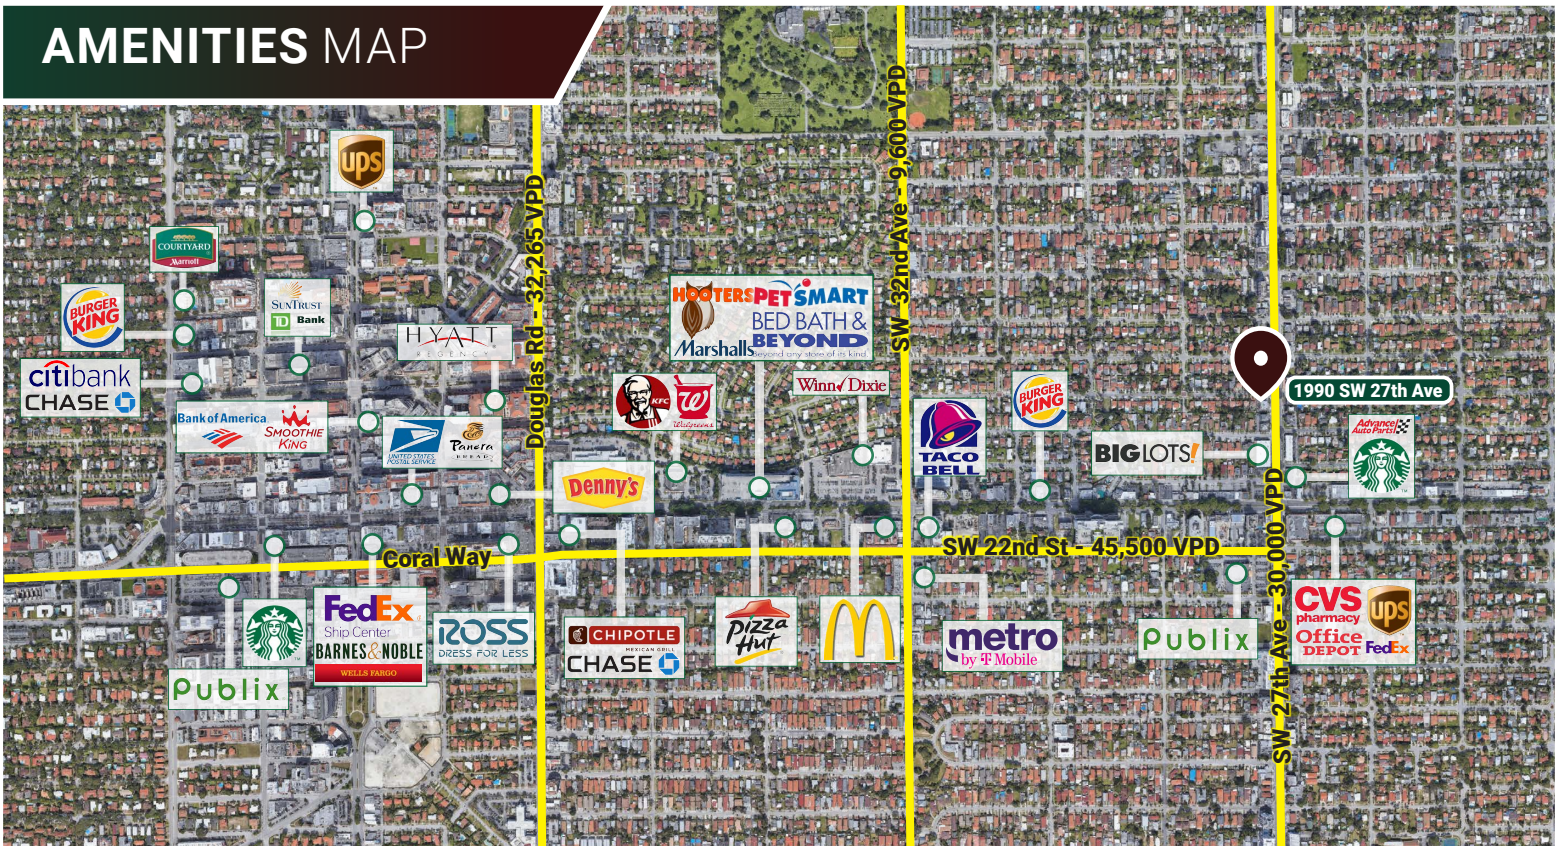 AMENITIES MAP
ups
COURTYARD
Marriott
BURGER
KING
SUNTRUST
TD Bank
HYATT
REGENCY
citibank
CHASE
Bank of America
SMOOTHIE
KING
UNITED STATES
POSTAL SERVICE
Panera
BREAD
Douglas Rd - 32,265 VPD
HOOTERS
PETSMART
BED BATH &
BEYOND
Beyond any store of its kind.
Marshalls
KFC
Walgreens
Winn Dixie
Denny's
SW 32nd Ave - 9,600 VPD
TACO
BELL
BURGER
KING
BIG LOTS!
1990 SW 27th Ave
Advance
Auto Parts
Coral Way
SW 22nd St - 45,500 VPD
SW 27th Ave - 30,000 VPD
Publix
FedEx
Ship Center
BARNES&NOBLE
WELLS FARGO
ROSS
DRESS FOR LESS
CHIPOTLE
MEXICAN GRILL
CHASE
Pizza
Hut
metro
by T Mobile
Publix
CVS
pharmacy
ups
Office
DEPOT
FedEx